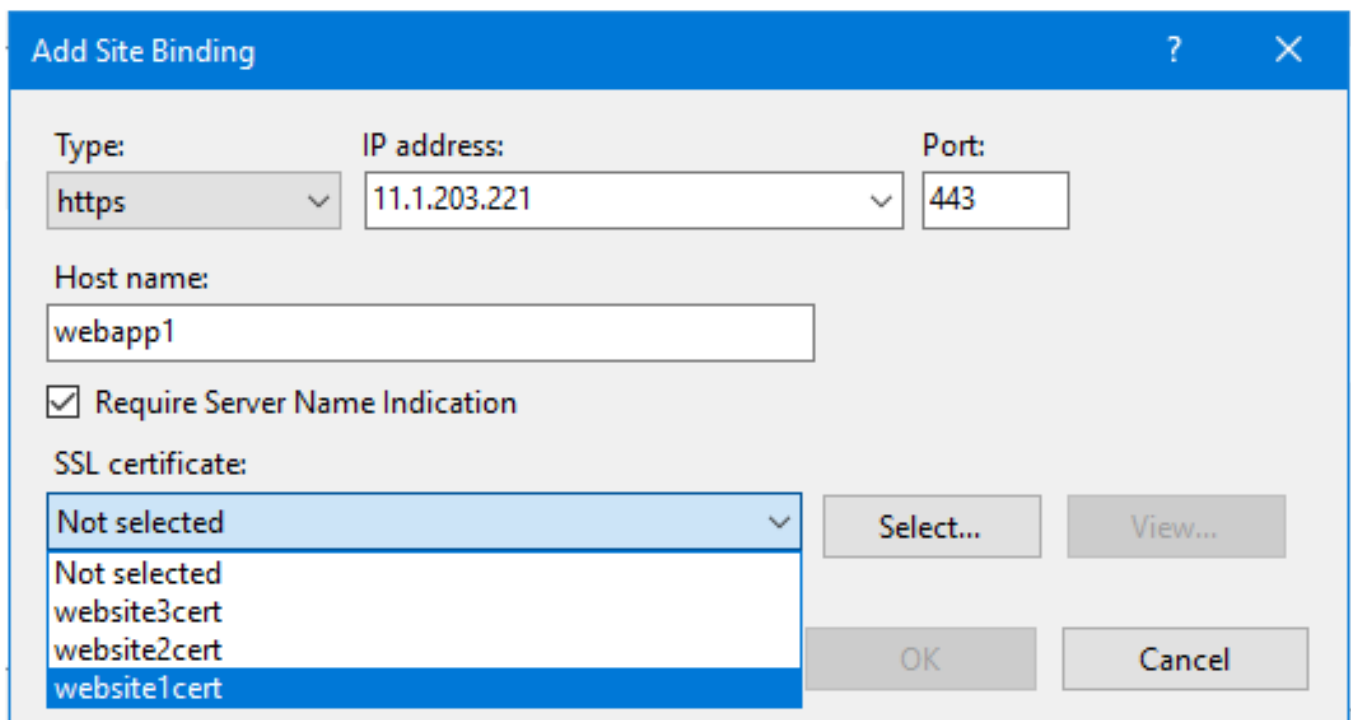 Add Site Binding ? ×
Type: IP address: Port:
https 11.1.203.221 443
Host name:
webapp1
Require Server Name Indication
SSL certificate:
Not selected Select... View...
Not selected
website3cert
website2cert
OK Cancel
website1cert